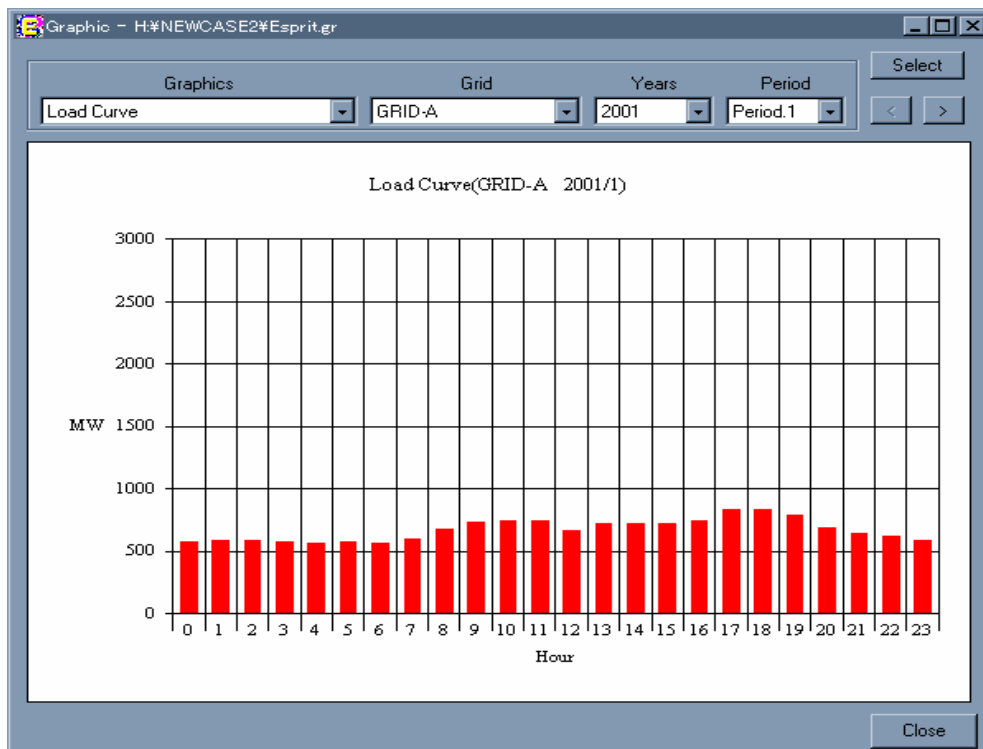 Graphic - H:¥NEWCASE2¥Esprit.gr
Select
Graphics Grid Years Period
Load Curve GRID-A 2001 Period.1 < >
Load Curve(GRID-A 2001/1)
3000
2500
2000
MW 1500
1000
500
0
0 1 2 3 4 5 6 7 8 9 10 11 12 13 14 15 16 17 18 19 20 21 22 23
Hour
Close